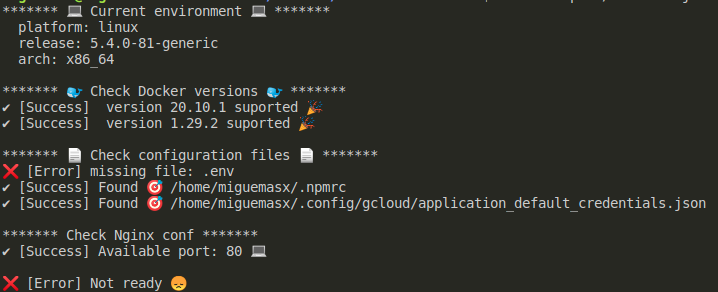 ******* 💻 Current environment 💻 *******
platform: linux
release: 5.4.0-81-generic
arch: x86_64
******* 🐳 Check Docker versions 🐳 *******
✔ [Success]  version 20.10.1 suported 🎉
✔ [Success]  version 1.29.2 suported 🎉
******* 📄 Check configuration files 📄 *******
❌ [Error] missing file: .env
✔ [Success] Found 🎯 /home/miguemasx/.npmrc
✔ [Success] Found 🎯 /home/miguemasx/.config/gcloud/application_default_credentials.json
******* Check Nginx conf *******
✔ [Success] Available port: 80 💻
❌ [Error] Not ready 😞